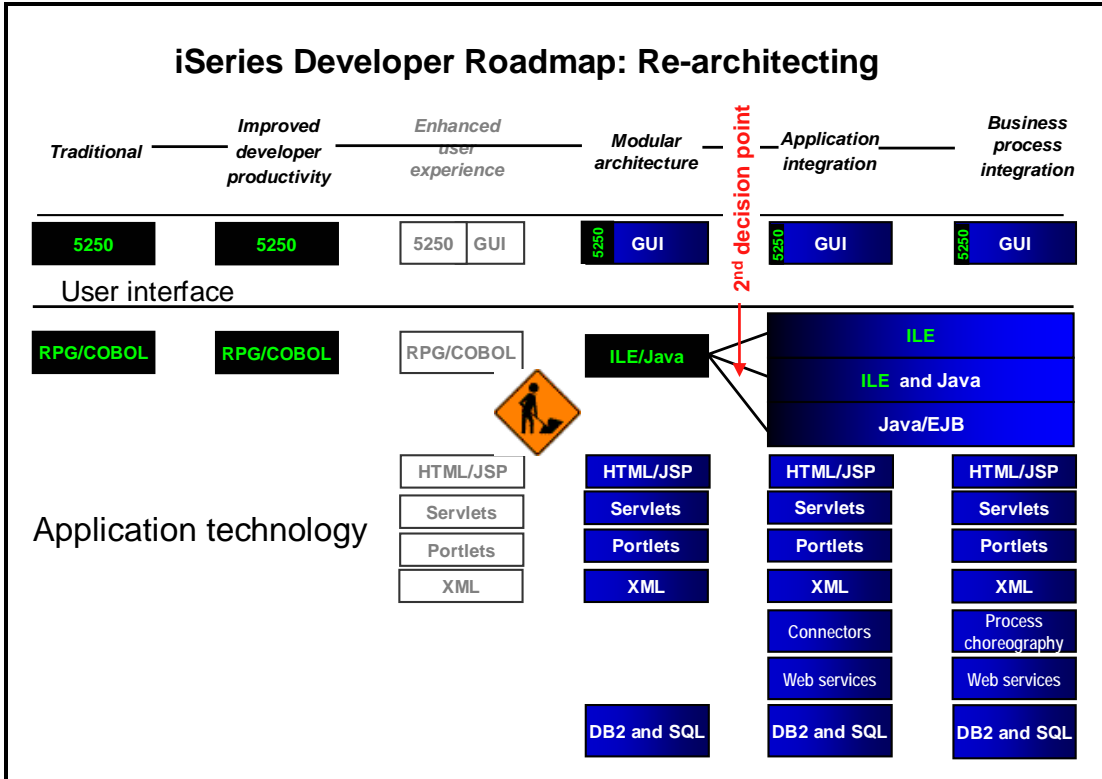 iSeries Developer Roadmap: Re-architecting
Traditional
Improved
developer
productivity
Enhanced
user
experience
Modular
architecture
2nd decision point
Application
integration
Business
process
integration
5250
5250
5250 GUI
5250 GUI
5250 GUI
5250 GUI
User interface
RPG/COBOL
RPG/COBOL
RPG/COBOL
ILE/Java
ILE
ILE and Java
Java/EJB
Application technology
HTML/JSP
Servlets
Portlets
XML
HTML/JSP
Servlets
Portlets
XML
DB2 and SQL
HTML/JSP
Servlets
Portlets
XML
Connectors
Web services
DB2 and SQL
HTML/JSP
Servlets
Portlets
XML
Process
choreography
Web services
DB2 and SQL